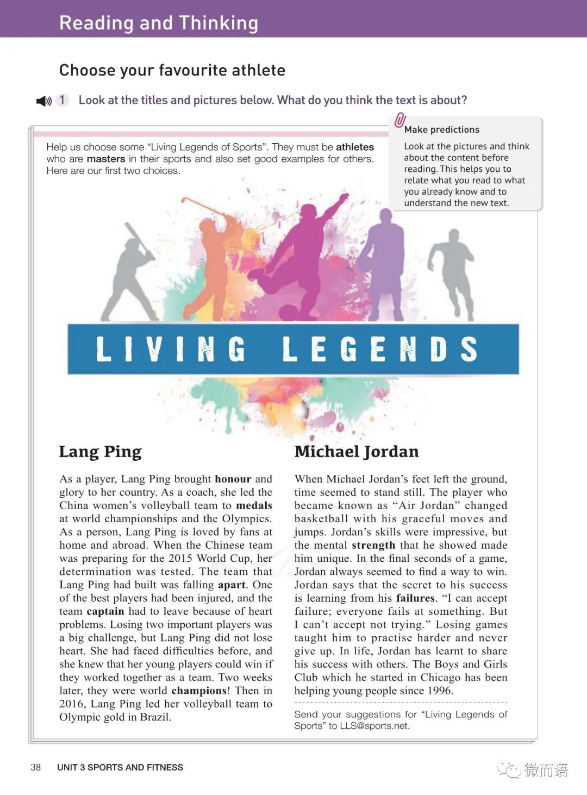 Reading and Thinking
Choose your favourite athlete
1 Look at the titles and pictures below. What do you think the text is about?
Make predictions
Look at the pictures and think
about the content before
reading. This helps you to
relate what you read to what
you already know and to
understand the new text.
Help us choose some “Living Legends of Sports”. They must be athletes
who are masters in their sports and also set good examples for others.
Here are our first two choices.
LIVING LEGENDS
Lang Ping
As a player, Lang Ping brought honour and
glory to her country. As a coach, she led the
China women’s volleyball team to medals
at world championships and the Olympics.
As a person, Lang Ping is loved by fans at
home and abroad. When the Chinese team
was preparing for the 2015 World Cup, her
determination was tested. The team that
Lang Ping had built was falling apart. One
of the best players had been injured, and the
team captain had to leave because of heart
problems. Losing two important players was
a big challenge, but Lang Ping did not lose
heart. She had faced difficulties before, and
she knew that her young players could win if
they worked together as a team. Two weeks
later, they were world champions! Then in
2016, Lang Ping led her volleyball team to
Olympic gold in Brazil.
Michael Jordan
When Michael Jordan’s feet left the ground,
time seemed to stand still. The player who
became known as “Air Jordan” changed
basketball with his graceful moves and
jumps. Jordan’s skills were impressive, but
the mental strength that he showed made
him unique. In the final seconds of a game,
Jordan always seemed to find a way to win.
Jordan says that the secret to his success
is learning from his failures. “I can accept
failure; everyone fails at something. But
I can’t accept not trying.” Losing games
taught him to practise harder and never
give up. In life, Jordan has learnt to share
his success with others. The Boys and Girls
Club which he started in Chicago has been
helping young people since 1996.
Send your suggestions for “Living Legends of
Sports” to LLS@sports.net.
38 UNIT 3 SPORTS AND FITNESS
微而语